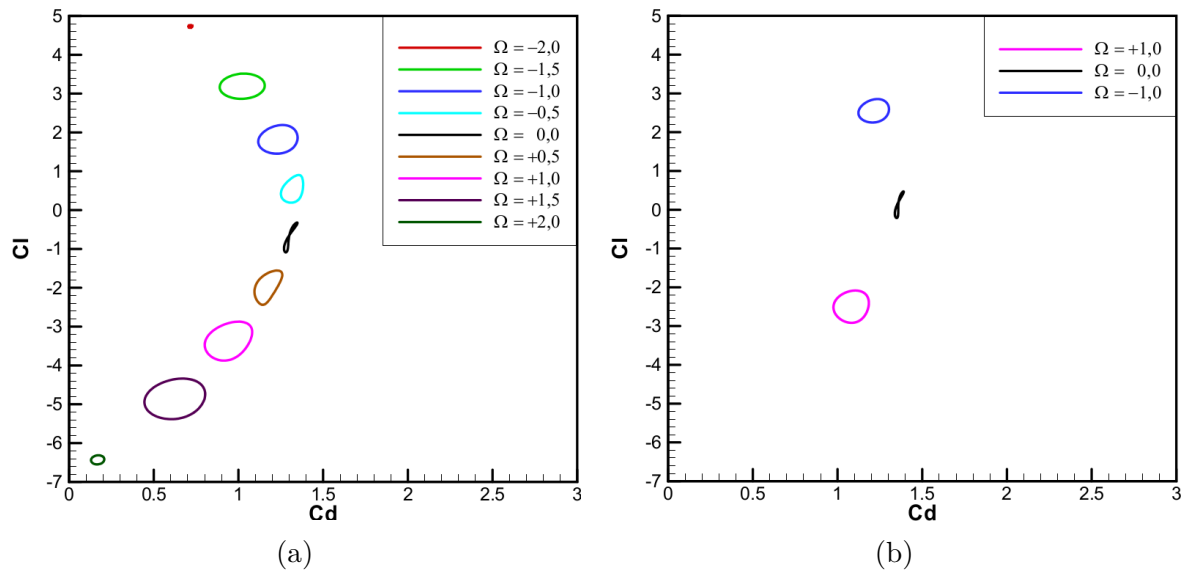 5
4
3
2
1
0
-1
-2
-3
-4
-5
-6
-7
Cl
0 0.5 1 1.5 2 2.5 3
Cd
Ω = −2,0
Ω = −1,5
Ω = −1,0
Ω = −0,5
Ω = 0,0
Ω = +0,5
Ω = +1,0
Ω = +1,5
Ω = +2,0
(a)
5
4
3
2
1
0
-1
-2
-3
-4
-5
-6
-7
Cl
0 0.5 1 1.5 2 2.5 3
Cd
Ω = +1,0
Ω = 0,0
Ω = −1,0
(b)